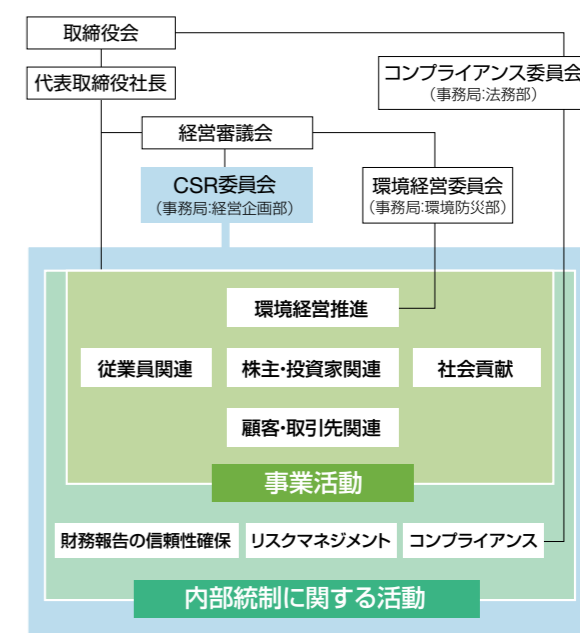 取締役会
代表取締役社長
コンプライアンス委員会
(事務局:法務部)
経営審議会
CSR委員会
(事務局:経営企画部)
環境経営委員会
(事務局:環境防災部)
環境経営推進
従業員関連
株主・投資家関連
社会貢献
顧客・取引先関連
事業活動
財務報告の信頼性確保
リスクマネジメント
コンプライアンス
内部統制に関する活動